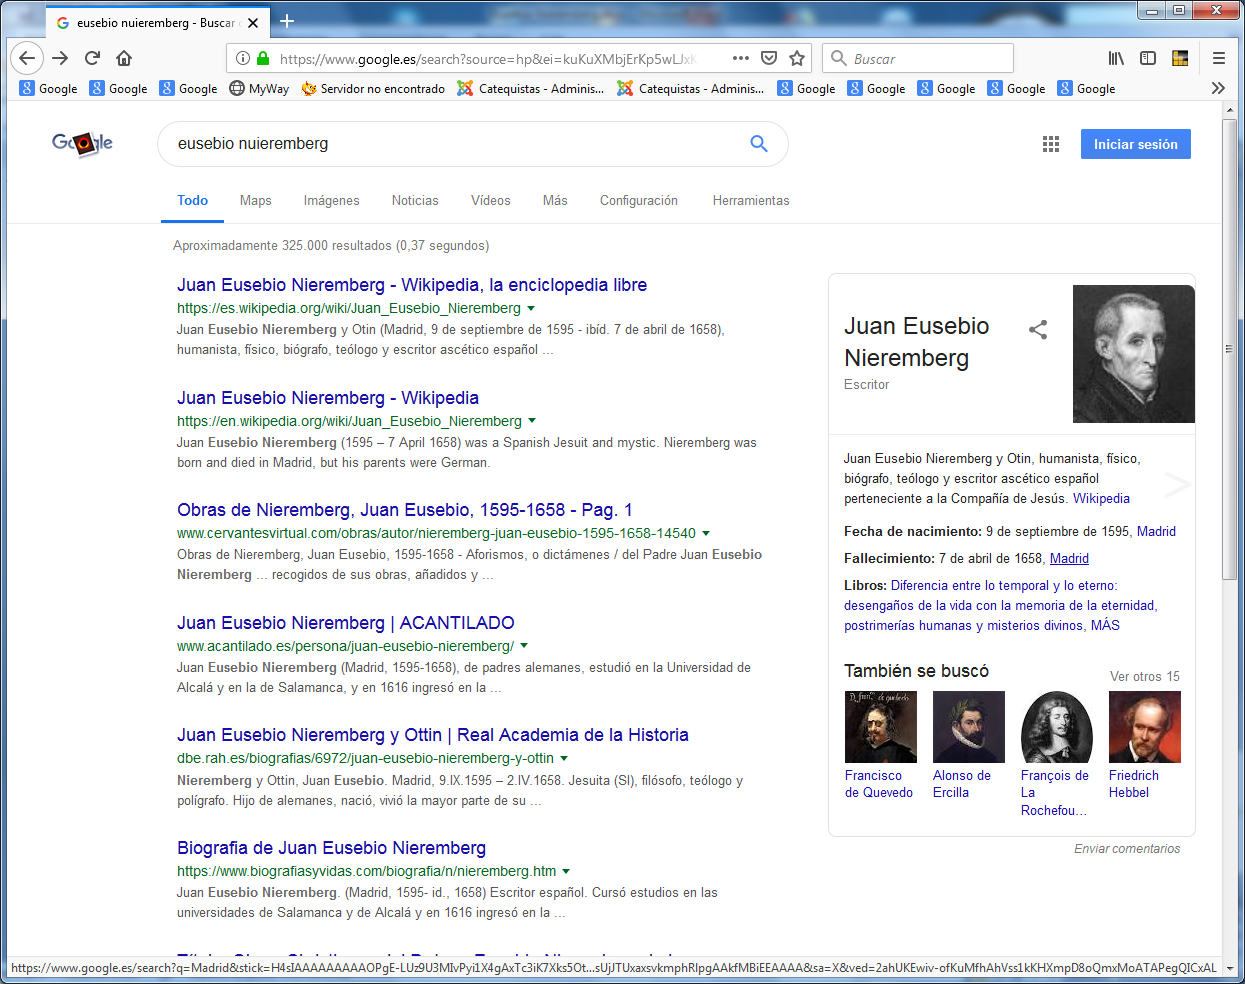 eusebio nuieremberg - Buscar c
https://www.google.es/search?source=hp&ei=kuKuXMbjErKp5wLJxK
Buscar
Google
Google
Google
MyWay
Servidor no encontrado
Catequistas - Adminis...
Catequistas - Adminis...
Google
Google
Google
Google
Google
Google
eusebio nuieremberg
Iniciar sesión
Todo Maps Imágenes Noticias Vídeos Más Configuración Herramientas
Aproximadamente 325.000 resultados (0,37 segundos)
Juan Eusebio Nieremberg - Wikipedia, la enciclopedia libre
https://es.wikipedia.org/wiki/Juan_Eusebio_Nieremberg
Juan Eusebio Nieremberg y Otin (Madrid, 9 de septiembre de 1595 - ibíd. 7 de abril de 1658),
humanista, físico, biógrafo, teólogo y escritor ascético español ...
Juan Eusebio Nieremberg - Wikipedia
https://en.wikipedia.org/wiki/Juan_Eusebio_Nieremberg
Juan Eusebio Nieremberg (1595 – 7 April 1658) was a Spanish Jesuit and mystic. Nieremberg was
born and died in Madrid, but his parents were German.
Obras de Nieremberg, Juan Eusebio, 1595-1658 - Pag. 1
www.cervantesvirtual.com/obras/autor/nieremberg-juan-eusebio-1595-1658-14540
Obras de Nieremberg, Juan Eusebio, 1595-1658 - Aforismos, o dictámenes / del Padre Juan Eusebio
Nieremberg ... recogidos de sus obras, añadidos y ...
Juan Eusebio Nieremberg | ACANTILADO
www.acantilado.es/persona/juan-eusebio-nieremberg/
Juan Eusebio Nieremberg (Madrid, 1595-1658), de padres alemanes, estudió en la Universidad de
Alcalá y en la de Salamanca, y en 1616 ingresó en la ...
Juan Eusebio Nieremberg y Ottin | Real Academia de la Historia
dbe.rah.es/biografias/6972/juan-eusebio-nieremberg-y-ottin
Nieremberg y Ottin, Juan Eusebio. Madrid, 9.IX.1595 – 2.IV.1658. Jesuita (SI), filósofo, teólogo y
polígrafo. Hijo de alemanes, nació, vivió la mayor parte de su ...
Biografia de Juan Eusebio Nieremberg
https://www.biografiasyvidas.com/biografia/n/nieremberg.htm
Juan Eusebio Nieremberg. (Madrid, 1595- id., 1658) Escritor español. Cursó estudios en las
universidades de Salamanca y de Alcalá y en 1616 ingresó en la ...
Juan Eusebio
Nieremberg
Escritor
Juan Eusebio Nieremberg y Otin, humanista, físico,
biógrafo, teólogo y escritor ascético español
perteneciente a la Compañía de Jesús. Wikipedia
Fecha de nacimiento: 9 de septiembre de 1595, Madrid
Fallecimiento: 7 de abril de 1658, Madrid
Libros: Diferencia entre lo temporal y lo eterno:
desengaños de la vida con la memoria de la eternidad,
postrimerías humanas y misterios divinos, MÁS
También se buscó
Ver otros 15
Francisco
de Quevedo
Alonso de
Ercilla
François de
La
Rochefou...
Friedrich
Hebbel
Enviar comentarios
https://www.google.es/search?q=Madrid&stick=H4sIAAAAAAAAAOPgE-LUz9U3MIvPyi1X4gAxTc3iK7Xks5Ot...sUjJTUxaxsvkmphRlpgAAkfMBiEEAAAA&sa=X&ved=2ahUKEwiv-ofKuMfhAhVss1kKHXmpD8oQmxMoATAPegQICxAL